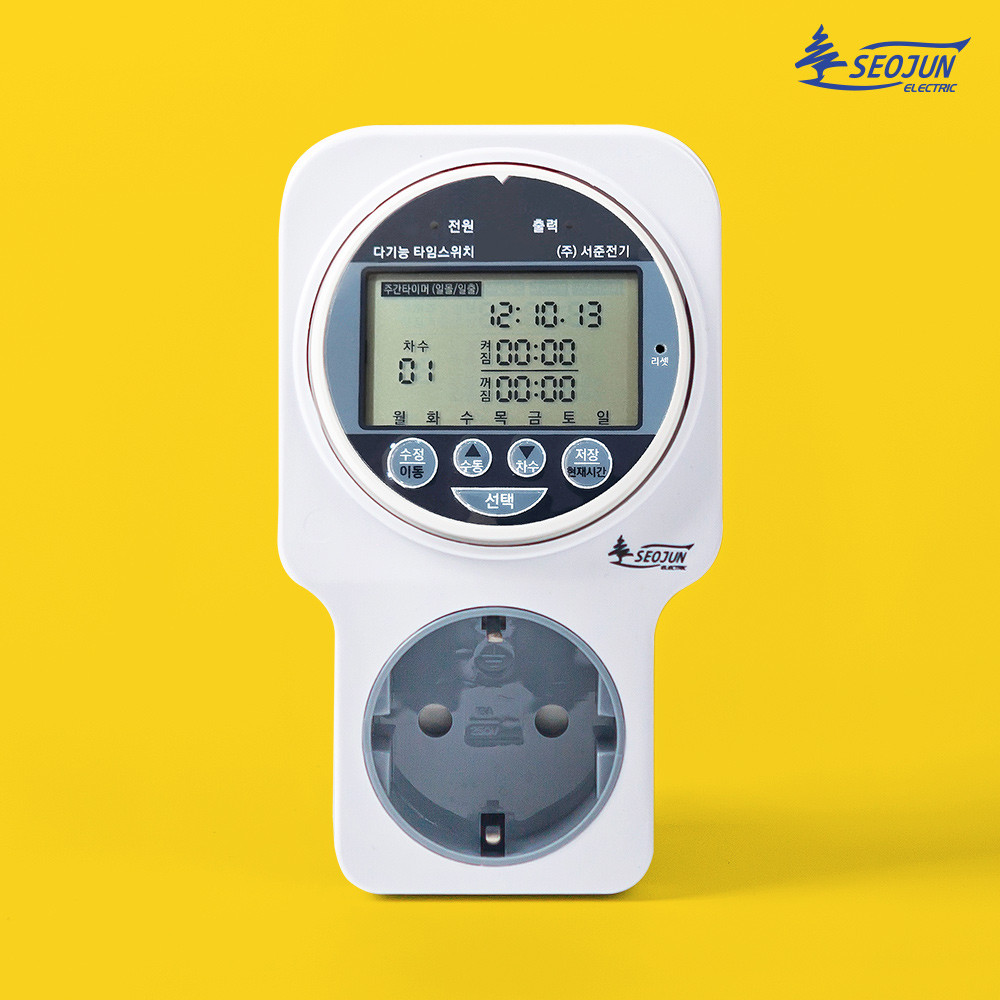 SEOJUN
ELECTRIC
전원 출력
다기능 타임스위치 (주) 서준전기
주간타이머 (일몰/일출)
12:10.13
차수 켜짐 00:00
01 꺼짐 00:00
리셋
월 화 수 목 금 토 일
수정 수동 차수 저장
이동 현재시간
선택
SEOJUN
ELECTRIC
250V